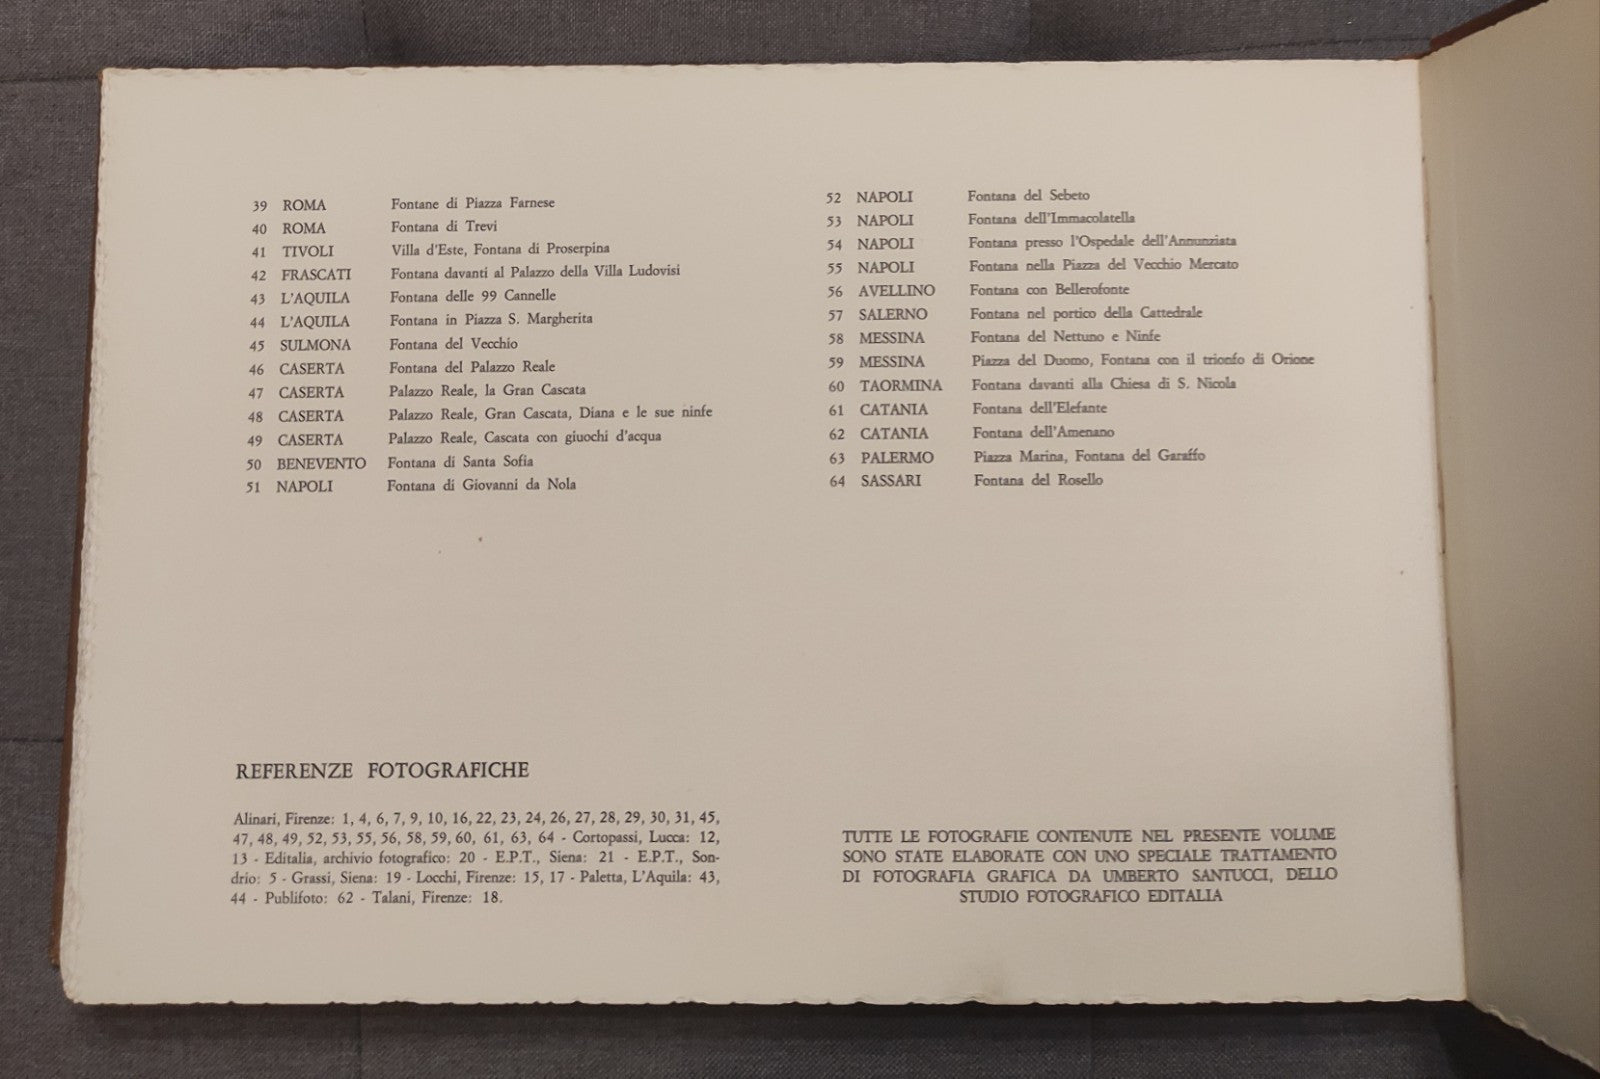 39 ROMA Fontane di Piazza Farnese
40 ROMA Fontana di Trevi
41 TIVOLI Villa d'Este, Fontana di Proserpina
42 FRASCATI Fontana davanti al Palazzo della Villa Ludovisi
43 L'AQUILA Fontana delle 99 Cannelle
44 L'AQUILA Fontana in Piazza S. Margherita
45 SULMONA Fontana del Vecchio
46 CASERTA Fontana del Palazzo Reale
47 CASERTA Palazzo Reale, la Gran Cascata
48 CASERTA Palazzo Reale, Gran Cascata, Diana e le sue ninfe
49 CASERTA Palazzo Reale, Cascata con giuochi d'acqua
50 BENEVENTO Fontana di Santa Sofia
51 NAPOLI Fontana di Giovanni da Nola
52 NAPOLI Fontana del Sebeto
53 NAPOLI Fontana dell'Immacolatella
54 NAPOLI Fontana presso l'Ospedale dell'Annunziata
55 NAPOLI Fontana nella Piazza del Vecchio Mercato
56 AVELLINO Fontana con Bellerofonte
57 SALERNO Fontana nel portico della Cattedrale
58 MESSINA Fontana del Nettuno e Ninfe
59 MESSINA Piazza del Duomo, Fontana con il trionfo di Orione
60 TAORMINA Fontana davanti alla Chiesa di S. Nicola
61 CATANIA Fontana dell'Elefante
62 CATANIA Fontana dell'Amenano
63 PALERMO Piazza Marina, Fontana del Garaffo
64 SASSARI Fontana del Rosello
REFERENZE FOTOGRAFICHE
Alinari, Firenze: 1, 4, 6, 7, 9, 10, 16, 22, 23, 24, 26, 27, 28, 29, 30, 31, 45,
47, 48, 49, 52, 53, 55, 56, 58, 59, 60, 61, 63, 64 - Cortopassi, Lucca: 12,
13 - Editalia, archivio fotografico: 20 - E.P.T., Siena: 21 - E.P.T., Son-
drio: 5 - Grassi, Siena: 19 - Locchi, Firenze: 15, 17 - Paletta, L'Aquila: 43,
44 - Publifoto: 62 - Talani, Firenze: 18.
TUTTE LE FOTOGRAFIE CONTENUTE NEL PRESENTE VOLUME
SONO STATE ELABORATE CON UNO SPECIALE TRATTAMENTO
DI FOTOGRAFIA GRAFICA DA UMBERTO SANTUCCI, DELLO
STUDIO FOTOGRAFICO EDITALIA